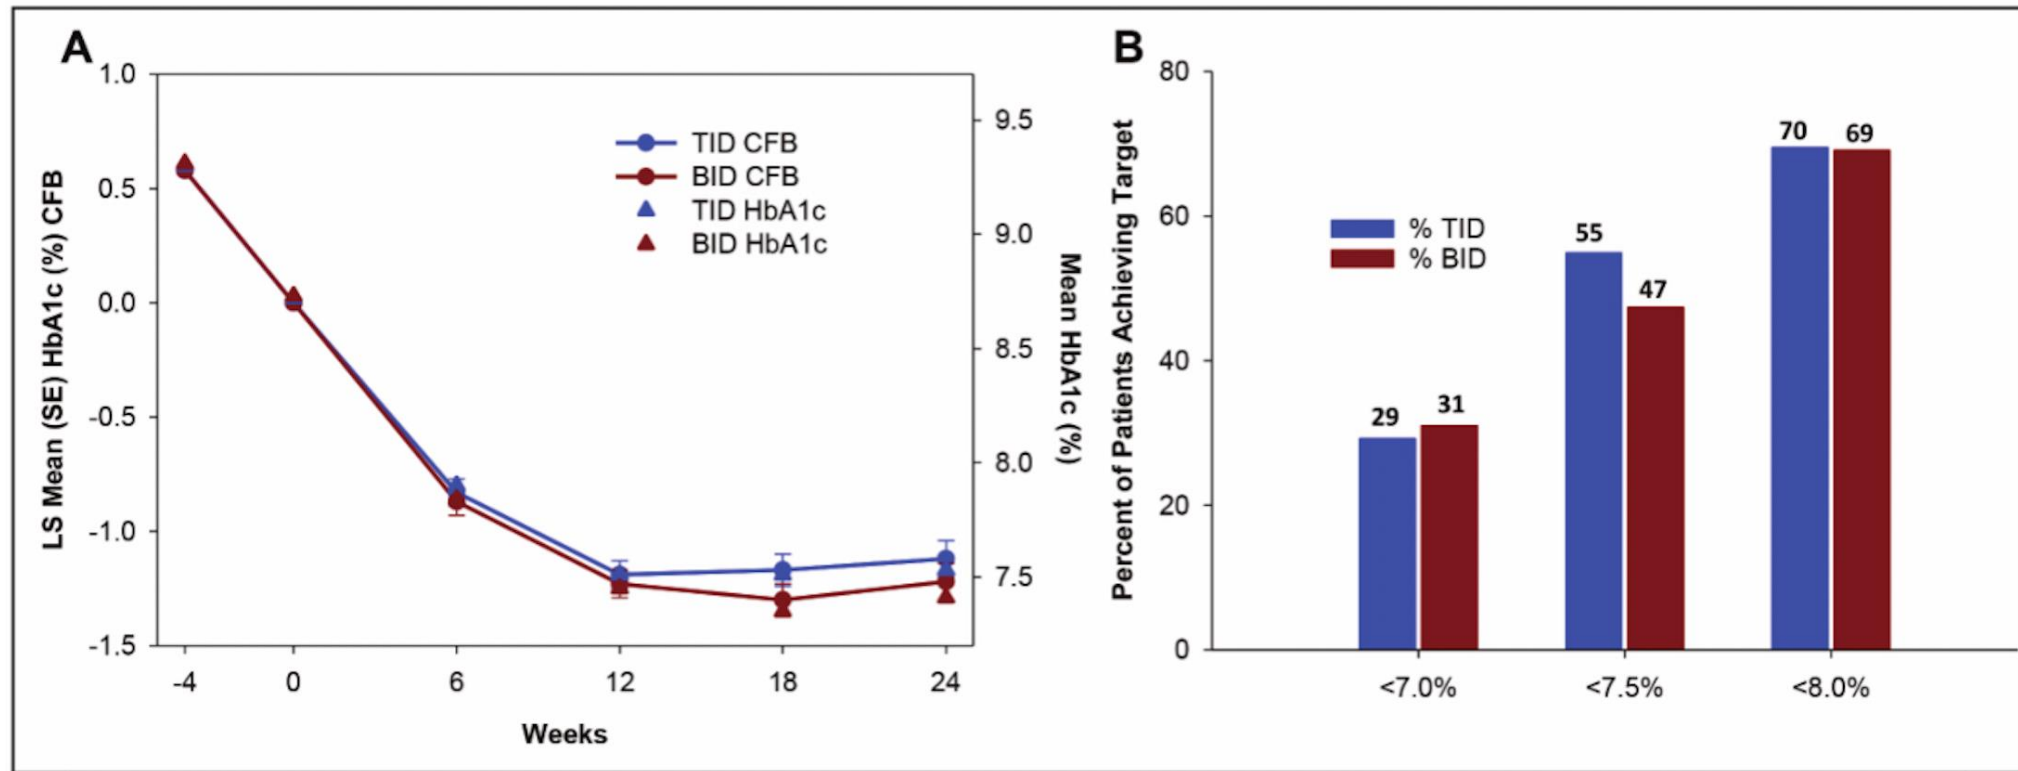 A
LS Mean (SE) HbA1c (%) CFB
1.0
0.5
0.0
-0.5
-1.0
-1.5
TID CFB
BID CFB
TID HbA1c
BID HbA1c
9.5
9.0
8.5
8.0
7.5
Mean HbA1c (%)
-4 0 6 12 18 24
Weeks
B
Percent of Patients Achieving Target
80
60
40
20
0
% TID
% BID
29 31
55 47
70 69
<7.0% <7.5% <8.0%